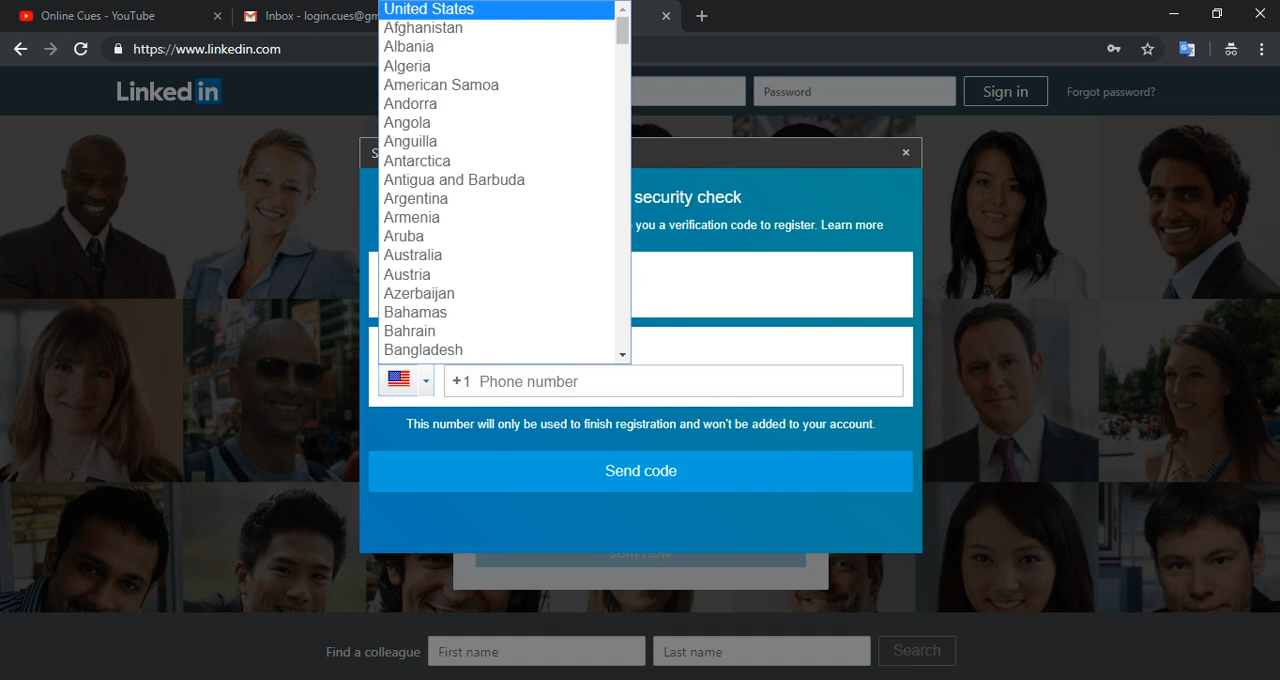 Online Cues - YouTube
Inbox - login.cues@gm
https://www.linkedin.com
Linked in
Password
Sign in
Forgot password?
United States
Afghanistan
Albania
Algeria
American Samoa
Andorra
Angola
Anguilla
Antarctica
Antigua and Barbuda
Argentina
Armenia
Aruba
Australia
Austria
Azerbaijan
Bahamas
Bahrain
Bangladesh
security check
you a verification code to register. Learn more
+1 Phone number
This number will only be used to finish registration and won't be added to your account.
Send code
Join now
Find a colleague
First name
Last name
Search